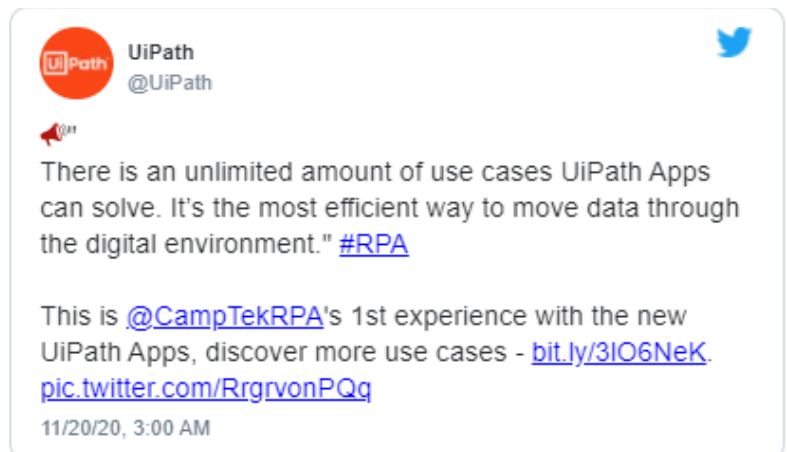 UiPath
UiPath
@UiPath
There is an unlimited amount of use cases UiPath Apps
can solve. It’s the most efficient way to move data through
the digital environment." #RPA
This is @CampTekRPA's 1st experience with the new
UiPath Apps, discover more use cases - bit.ly/3lO6NeK.
pic.twitter.com/RrgrvonPQq
11/20/20, 3:00 AM